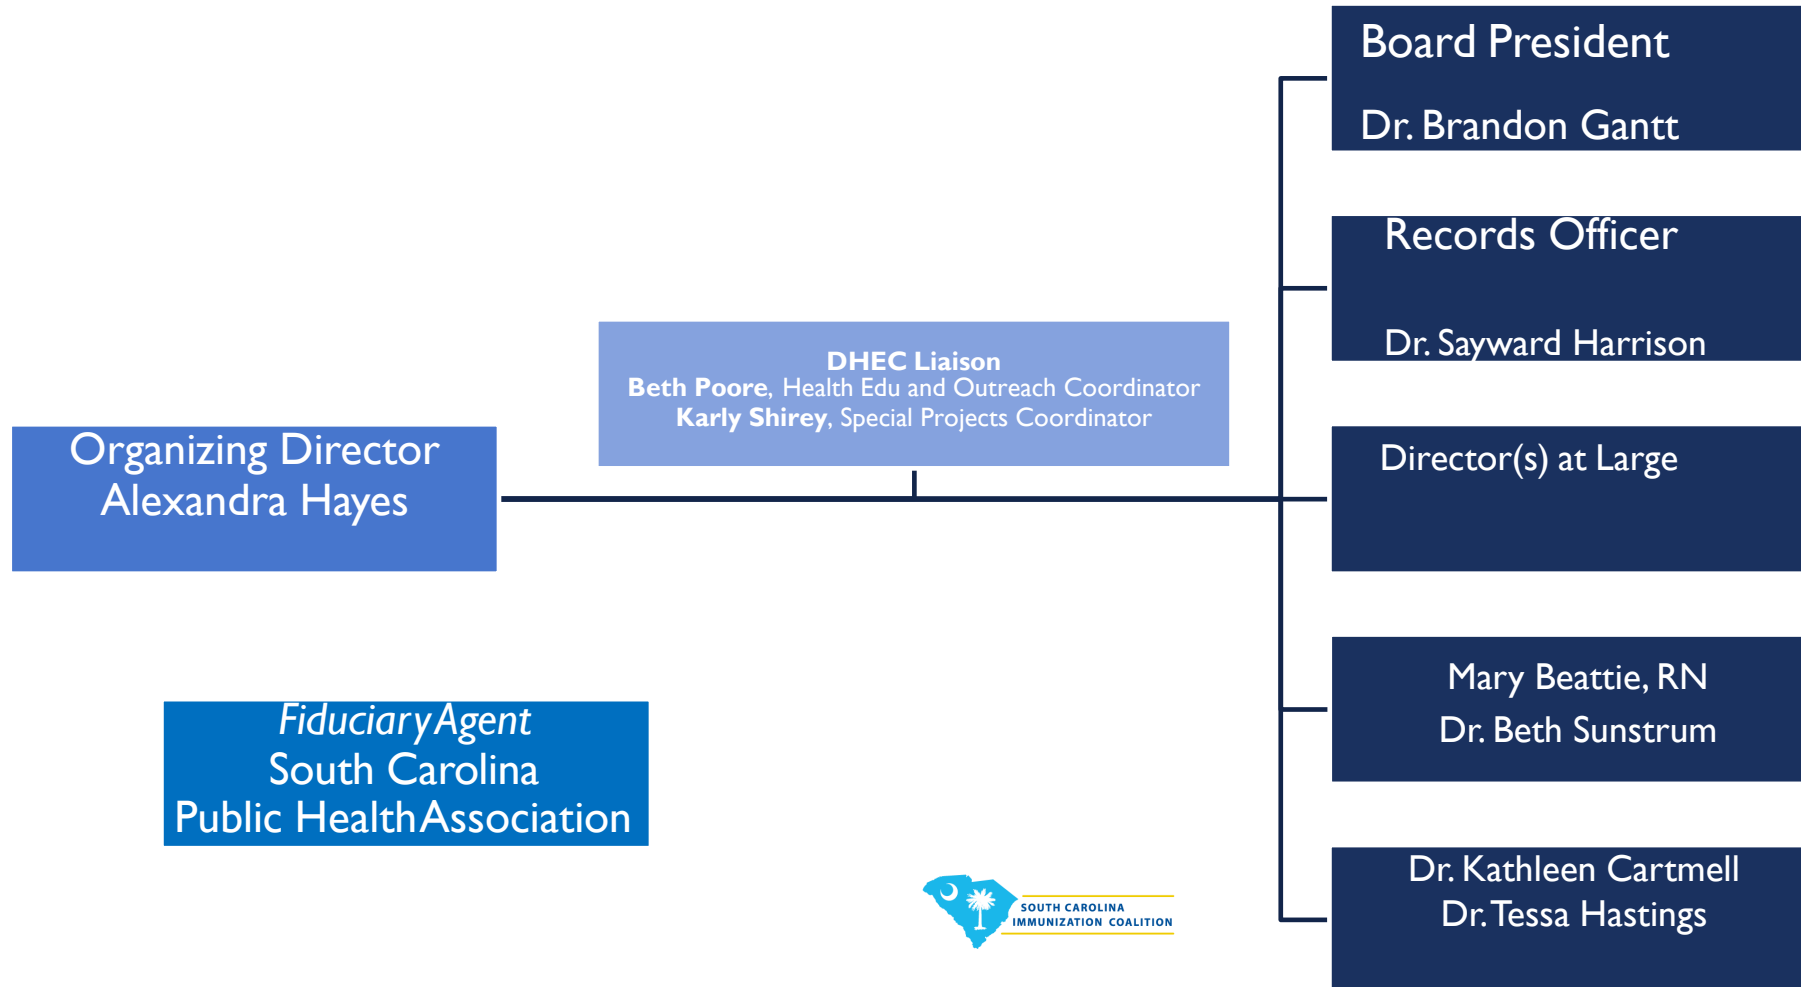 Board President
Dr. Brandon Gantt
Records Officer
Dr. Sayward Harrison
DHEC Liaison
Beth Poore, Health Edu and Outreach Coordinator
Karly Shirey, Special Projects Coordinator
Organizing Director
Alexandra Hayes
Director(s) at Large
Mary Beattie, RN
Dr. Beth Sunstrum
Fiduciary Agent
South Carolina
Public Health Association
Dr. Kathleen Cartmell
Dr. Tessa Hastings
SOUTH CAROLINA
IMMUNIZATION COALITION